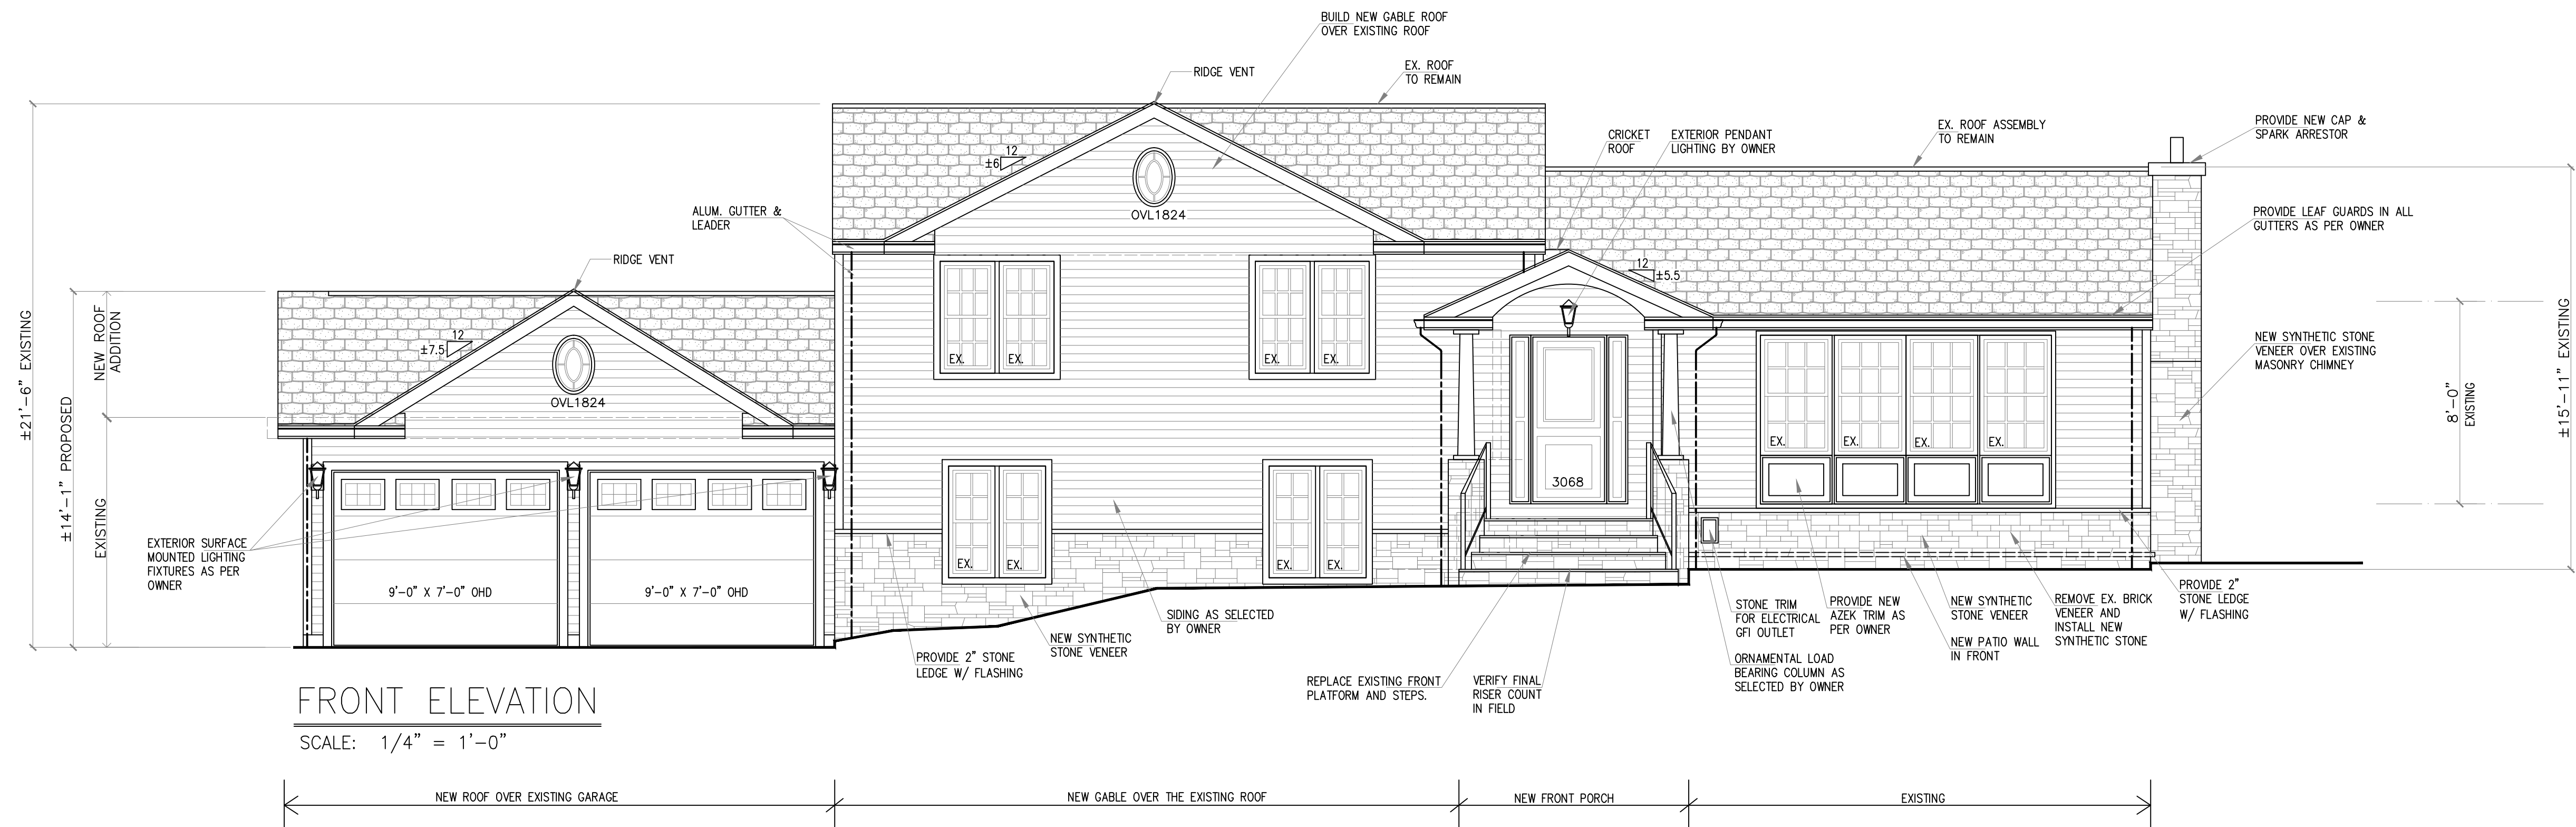 BUILD NEW GABLE ROOF
OVER EXISTING ROOF
RIDGE VENT
EX. ROOF
TO REMAIN
CRICKET
ROOF
EXTERIOR PENDANT
LIGHTING BY OWNER
EX. ROOF ASSEMBLY
TO REMAIN
PROVIDE NEW CAP &
SPARK ARRESTOR
12
±6
OVL1824
ALUM. GUTTER &
LEADER
PROVIDE LEAF GUARDS IN ALL
GUTTERS AS PER OWNER
RIDGE VENT
12
±5.5
±21'-6" EXISTING
±14'-1" PROPOSED
NEW ROOF
ADDITION
EXISTING
12
±7.5
OVL1824
EX.
EX.
EX.
EX.
NEW SYNTHETIC STONE
VENEER OVER EXISTING
MASONRY CHIMNEY
8'-0"
EXISTING
±15'-11" EXISTING
EX.
EX.
EX.
EX.
3068
EXTERIOR SURFACE
MOUNTED LIGHTING
FIXTURES AS PER
OWNER
9'-0" X 7'-0" OHD
9'-0" X 7'-0" OHD
EX.
EX.
EX.
EX.
PROVIDE 2" STONE
LEDGE W/ FLASHING
NEW SYNTHETIC
STONE VENEER
SIDING AS SELECTED
BY OWNER
REPLACE EXISTING FRONT
PLATFORM AND STEPS.
VERIFY FINAL
RISER COUNT
IN FIELD
STONE TRIM
FOR ELECTRICAL
GFI OUTLET
ORNAMENTAL LOAD
BEARING COLUMN AS
SELECTED BY OWNER
PROVIDE NEW
AZEK TRIM AS
PER OWNER
NEW SYNTHETIC
STONE VENEER
NEW PATIO WALL
IN FRONT
REMOVE EX. BRICK
VENEER AND
INSTALL NEW
SYNTHETIC STONE
PROVIDE 2"
STONE LEDGE
W/ FLASHING
FRONT ELEVATION
SCALE: 1/4" = 1'-0"
NEW ROOF OVER EXISTING GARAGE
NEW GABLE OVER THE EXISTING ROOF
NEW FRONT PORCH
EXISTING